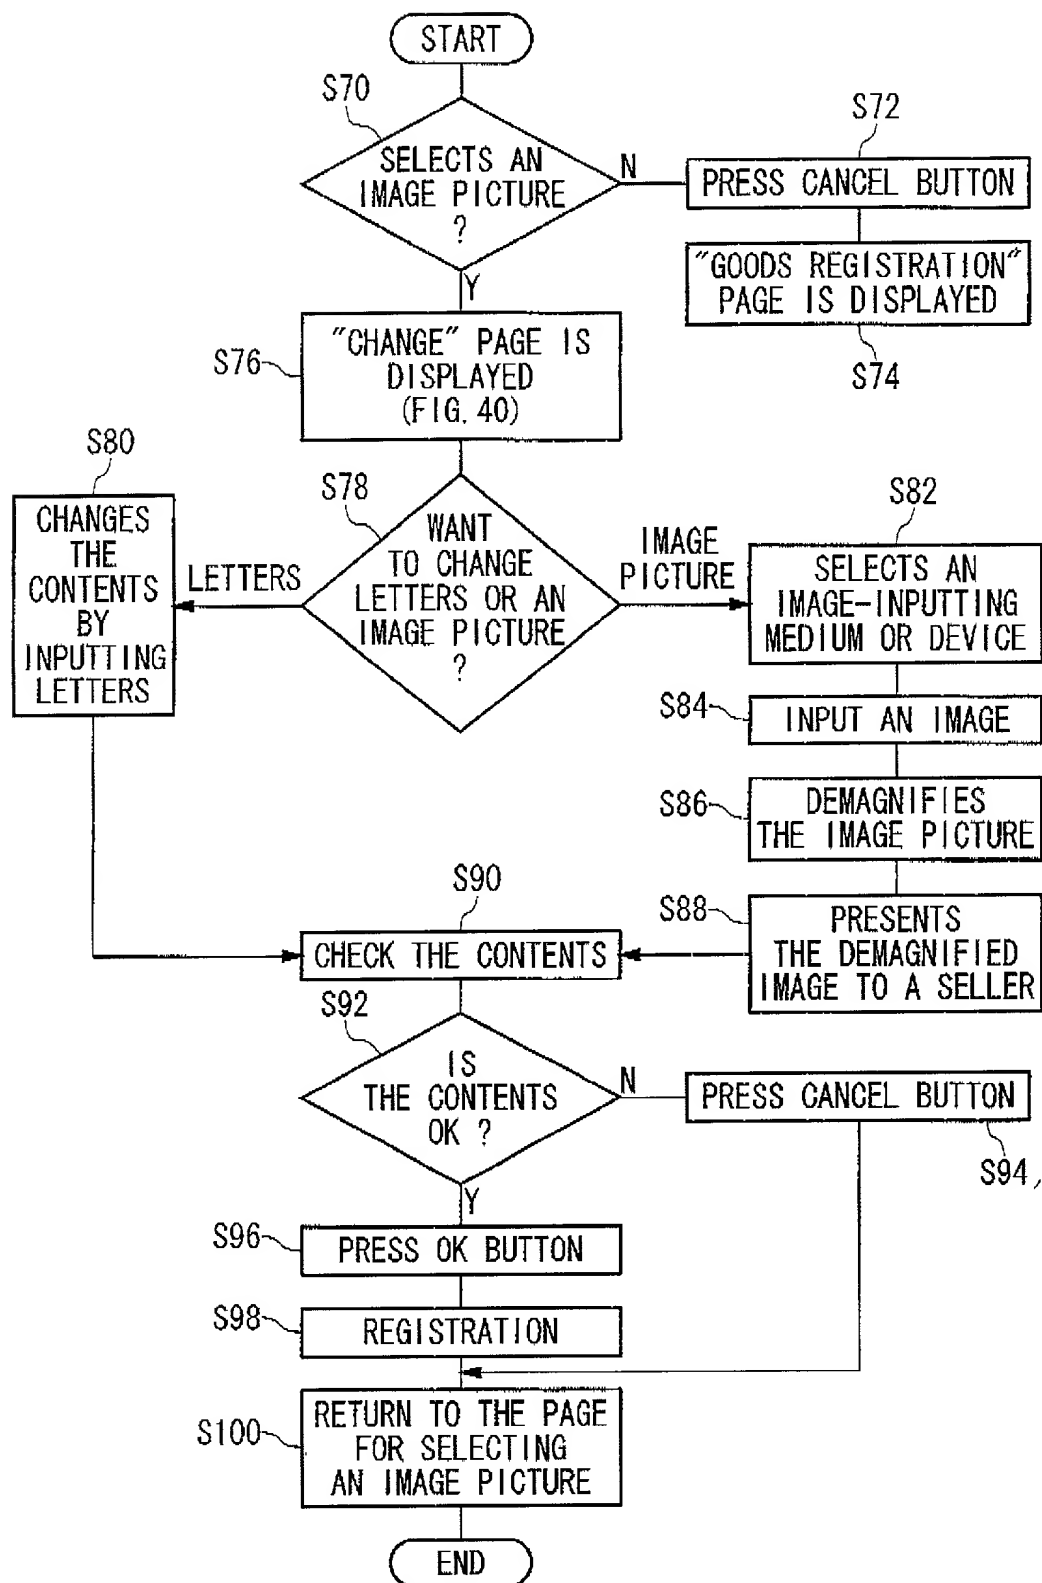 START
S70
SELECTS AN
IMAGE PICTURE
?
N
S72
PRESS CANCEL BUTTON
"GOODS REGISTRATION"
PAGE IS DISPLAYED
S74
Y
S76
"CHANGE" PAGE IS
DISPLAYED
(FIG. 40)
S80
CHANGES
THE
CONTENTS
BY
INPUTTING
LETTERS
LETTERS
S78
WANT
TO CHANGE
LETTERS OR AN
IMAGE PICTURE
?
IMAGE
PICTURE
S82
SELECTS AN
IMAGE-INPUTTING
MEDIUM OR DEVICE
S84
INPUT AN IMAGE
S86
DEMAGNIFIES
THE IMAGE PICTURE
S88
PRESENTS
THE DEMAGNIFIED
IMAGE TO A SELLER
S90
CHECK THE CONTENTS
S92
IS
THE CONTENTS
OK ?
N
PRESS CANCEL BUTTON
S94,
Y
S96
PRESS OK BUTTON
S98
REGISTRATION
S100
RETURN TO THE PAGE
FOR SELECTING
AN IMAGE PICTURE
END